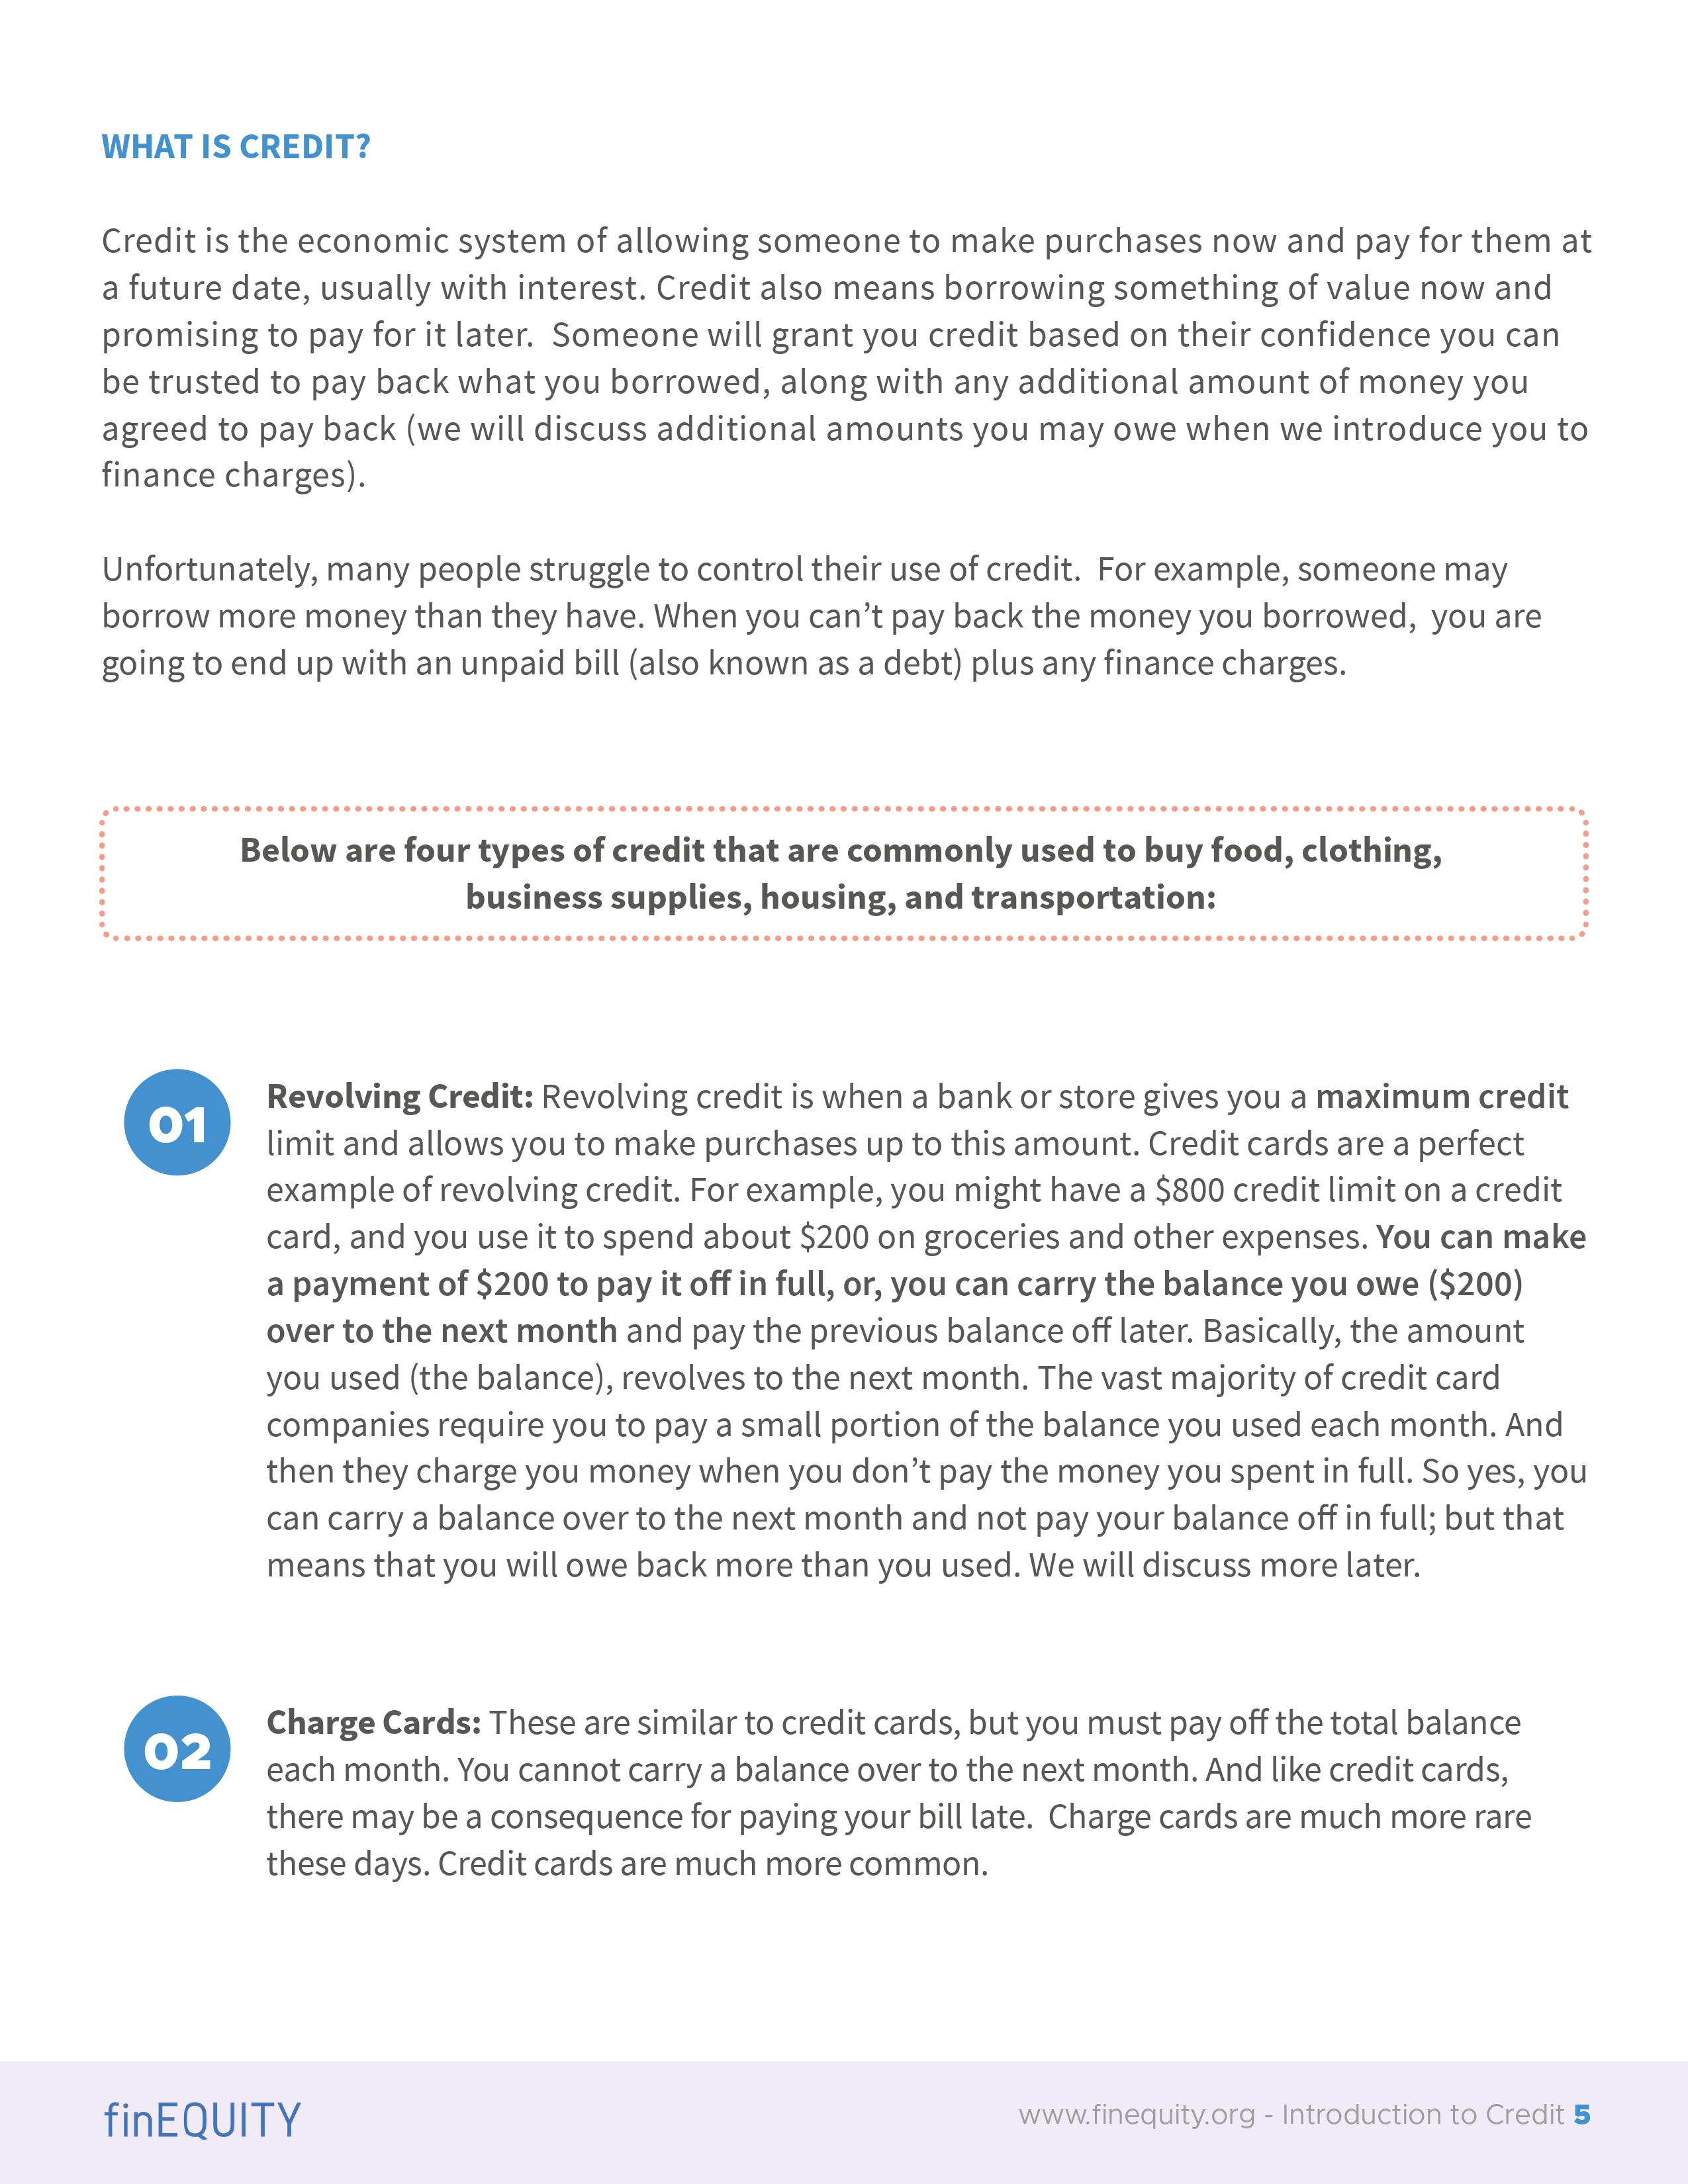 WHAT IS CREDIT?
Credit is the economic system of allowing someone to make purchases now and pay for them at
a future date, usually with interest. Credit also means borrowing something of value now and
promising to pay for it later.  Someone will grant you credit based on their confidence you can
be trusted to pay back what you borrowed, along with any additional amount of money you
agreed to pay back (we will discuss additional amounts you may owe when we introduce you to
finance charges).
Unfortunately, many people struggle to control their use of credit.  For example, someone may
borrow more money than they have. When you can’t pay back the money you borrowed,  you are
going to end up with an unpaid bill (also known as a debt) plus any finance charges.
Below are four types of credit that are commonly used to buy food, clothing,
business supplies, housing, and transportation:
01
Revolving Credit: Revolving credit is when a bank or store gives you a maximum credit
limit and allows you to make purchases up to this amount. Credit cards are a perfect
example of revolving credit. For example, you might have a $800 credit limit on a credit
card, and you use it to spend about $200 on groceries and other expenses. You can make
a payment of $200 to pay it off in full, or, you can carry the balance you owe ($200)
over to the next month and pay the previous balance off later. Basically, the amount
you used (the balance), revolves to the next month. The vast majority of credit card
companies require you to pay a small portion of the balance you used each month. And
then they charge you money when you don’t pay the money you spent in full. So yes, you
can carry a balance over to the next month and not pay your balance off in full; but that
means that you will owe back more than you used. We will discuss more later.
02
Charge Cards: These are similar to credit cards, but you must pay off the total balance
each month. You cannot carry a balance over to the next month. And like credit cards,
there may be a consequence for paying your bill late.  Charge cards are much more rare
these days. Credit cards are much more common.
finEQUITY
www.finequity.org - Introduction to Credit 5